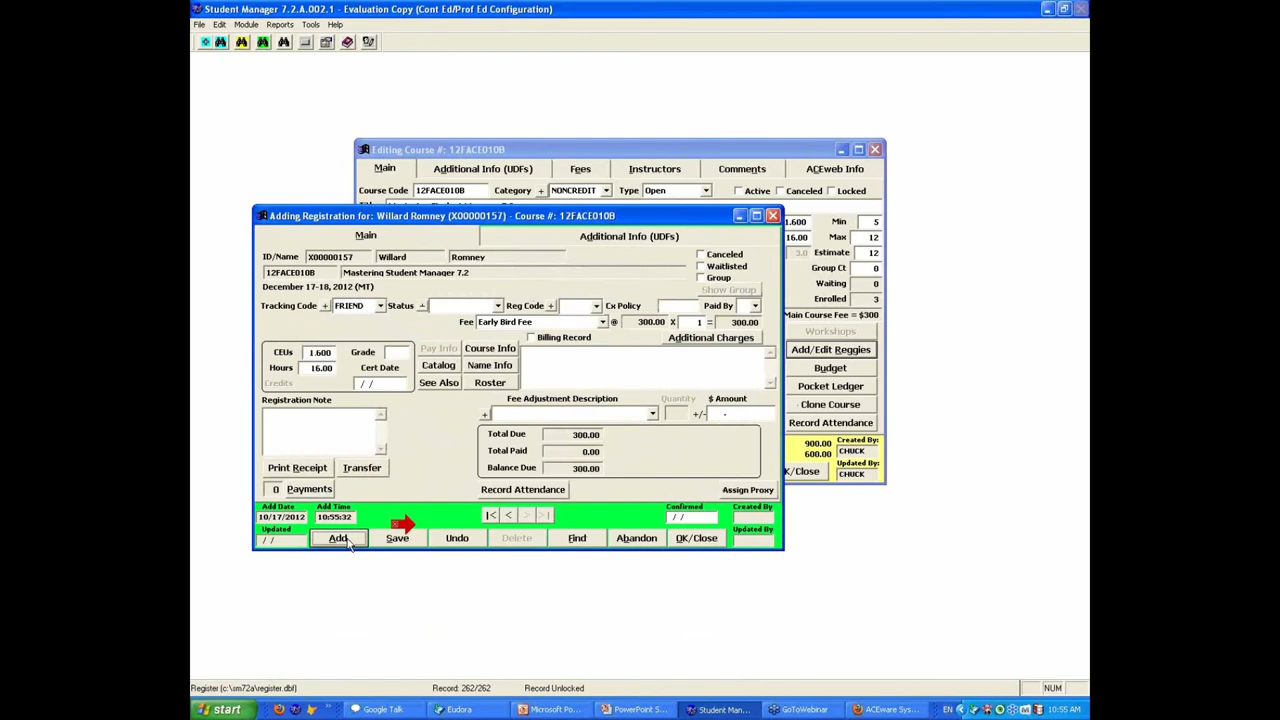 Student Manager 7.2.A.002.1 - Evaluation Copy (Cont Ed/Prof Ed Configuration)
File Edit Module Reports Tools Help
Editing Course #: 12FACE010B
Main Additional Info (UDFs) Fees Instructors Comments ACEweb Info
Course Code 12FACE010B Category + NONCREDIT Type Open Active Canceled Locked
1.600 Min 5
16.00 Max 12
3.0 Estimate 12
Group Ct 0
Waiting 0
Enrolled 3
Main Course Fee = $300
Workshops
Add/Edit Reggies
Budget
Pocket Ledger
Clone Course
Record Attendance
900.00 Created By:
600.00 CHUCK
Updated By:
K/Close CHUCK
Adding Registration for: Willard Romney (X00000157) - Course #: 12FACE010B
Main Additional Info (UDFs)
ID/Name X00000157 Willard Romney Canceled
Waitlisted
12FACE010B Mastering Student Manager 7.2 Group
December 17-18, 2012 (MT) Show Group
Tracking Code + FRIEND Status + Reg Code + Cx Policy Paid By
Fee Early Bird Fee @ 300.00 X 1 = 300.00
Billing Record Additional Charges
CEUs 1.600 Grade Pay Info Course Info
Hours 16.00 Cert Date Catalog Name Info
Credits / / See Also Roster
Registration Note Fee Adjustment Description Quantity $ Amount
+ +/- .
Total Due 300.00
Total Paid 0.00
Balance Due 300.00
Print Receipt Transfer
0 Payments Record Attendance Assign Proxy
Add Date Add Time Confirmed Created By
10/17/2012 10:55:32 |< < > >| / /
Updated Updated By
/ / Add Save Undo Delete Find Abandon OK/Close
Register (c:\sm72a\register.dbf) Record: 262/262 Record Unlocked NUM
start Google Talk Eudora Microsoft Po... PowerPoint S... Student Man... GoToWebinar ACEware Sys... EN 10:55 AM